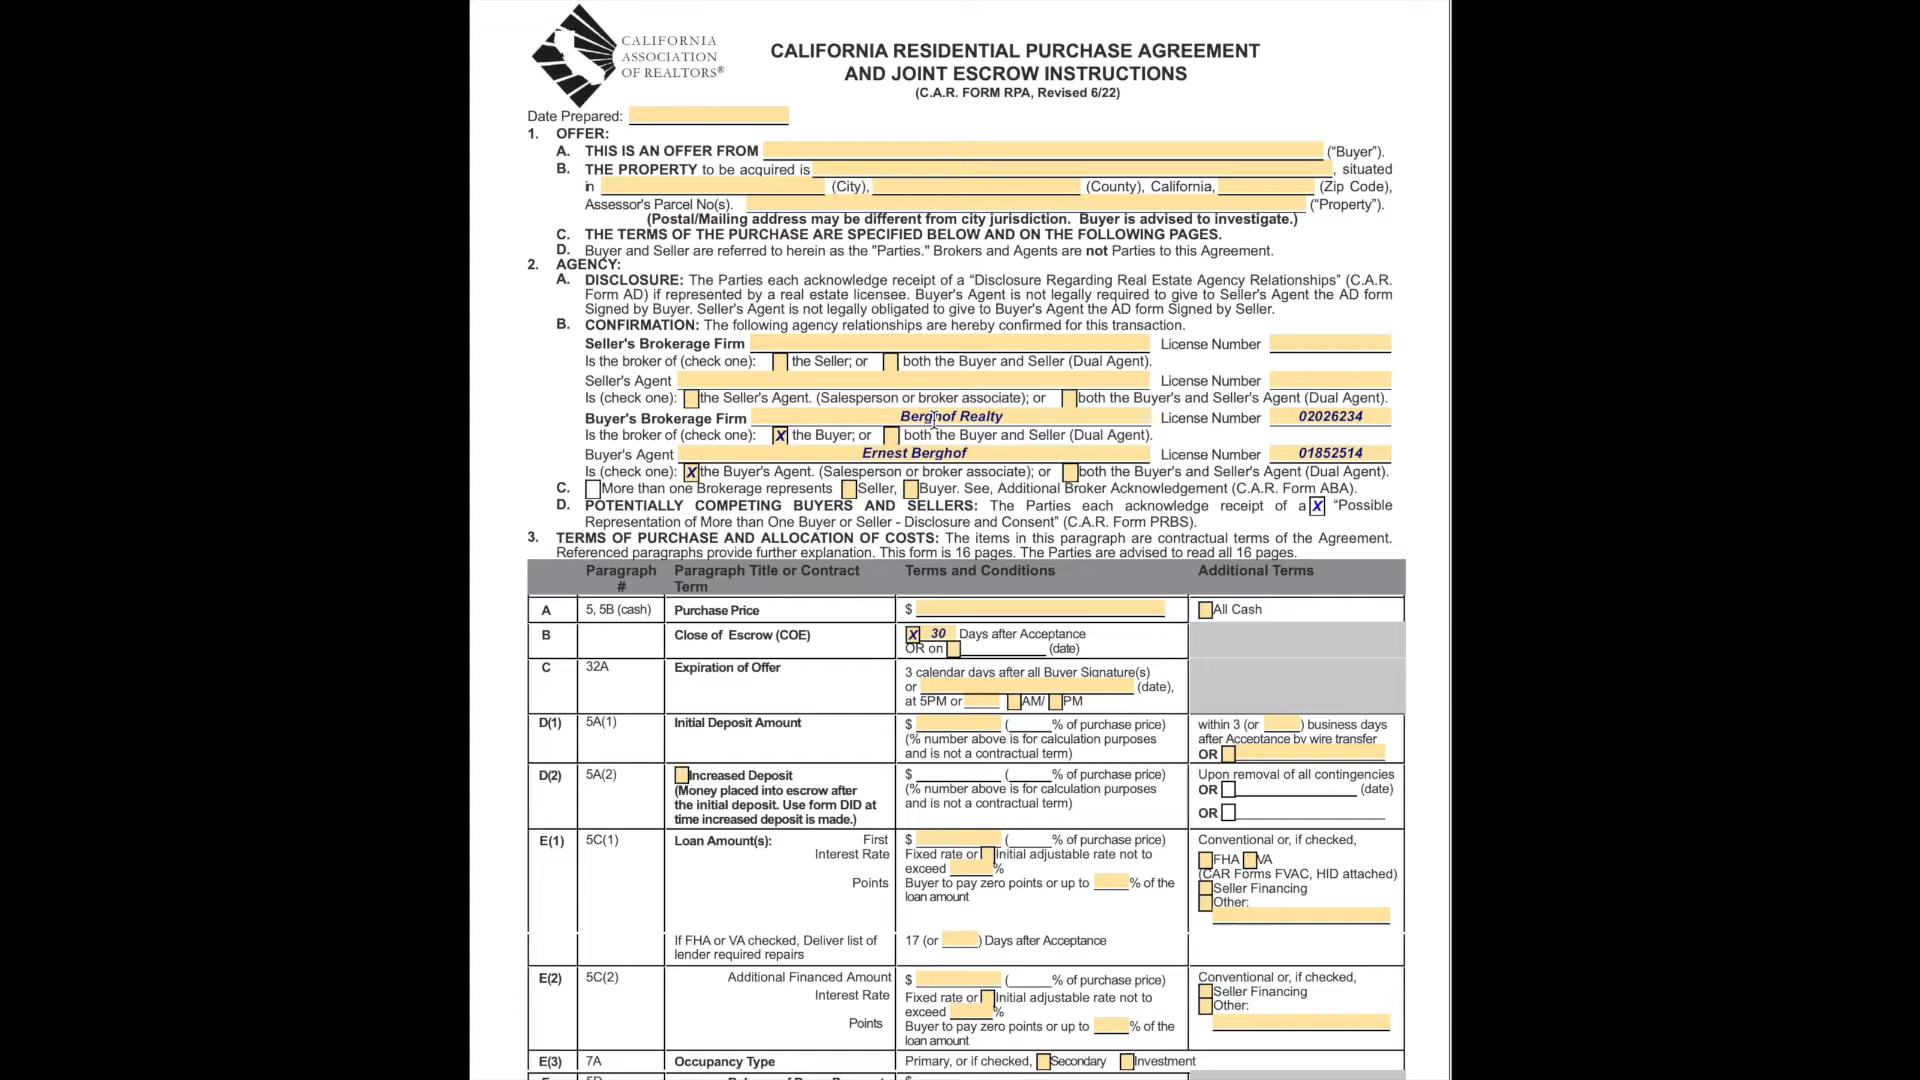 CALIFORNIA
ASSOCIATION
OF REALTORS®
CALIFORNIA RESIDENTIAL PURCHASE AGREEMENT
AND JOINT ESCROW INSTRUCTIONS
(C.A.R. FORM RPA, Revised 6/22)
Date Prepared:
1. OFFER:
A. THIS IS AN OFFER FROM (“Buyer”).
B. THE PROPERTY to be acquired is , situated
in (City), (County), California, (Zip Code),
Assessor's Parcel No(s). (“Property”).
(Postal/Mailing address may be different from city jurisdiction. Buyer is advised to investigate.)
C. THE TERMS OF THE PURCHASE ARE SPECIFIED BELOW AND ON THE FOLLOWING PAGES.
D. Buyer and Seller are referred to herein as the "Parties." Brokers and Agents are not Parties to this Agreement.
2. AGENCY:
A. DISCLOSURE: The Parties each acknowledge receipt of a “Disclosure Regarding Real Estate Agency Relationships” (C.A.R.
Form AD) if represented by a real estate licensee. Buyer's Agent is not legally required to give to Seller's Agent the AD form
Signed by Buyer. Seller's Agent is not legally obligated to give to Buyer's Agent the AD form Signed by Seller.
B. CONFIRMATION: The following agency relationships are hereby confirmed for this transaction.
Seller's Brokerage Firm License Number
Is the broker of (check one): the Seller; or both the Buyer and Seller (Dual Agent).
Seller's Agent License Number
Is (check one): the Seller's Agent. (Salesperson or broker associate); or both the Buyer's and Seller's Agent (Dual Agent).
Buyer's Brokerage Firm Berghof Realty License Number 02026234
Is the broker of (check one): X the Buyer; or both the Buyer and Seller (Dual Agent).
Buyer's Agent Ernest Berghof License Number 01852514
Is (check one): X the Buyer's Agent. (Salesperson or broker associate); or both the Buyer's and Seller's Agent (Dual Agent).
C. More than one Brokerage represents Seller, Buyer. See, Additional Broker Acknowledgement (C.A.R. Form ABA).
D. POTENTIALLY COMPETING BUYERS AND SELLERS: The Parties each acknowledge receipt of a X “Possible
Representation of More than One Buyer or Seller - Disclosure and Consent” (C.A.R. Form PRBS).
3. TERMS OF PURCHASE AND ALLOCATION OF COSTS: The items in this paragraph are contractual terms of the Agreement.
Referenced paragraphs provide further explanation. This form is 16 pages. The Parties are advised to read all 16 pages.
Paragraph # Paragraph Title or Contract Term Terms and Conditions Additional Terms
A 5, 5B (cash) Purchase Price $ All Cash
B Close of Escrow (COE) X 30 Days after Acceptance
OR on (date)
C 32A Expiration of Offer 3 calendar days after all Buyer Signature(s)
or (date),
at 5PM or AM/ PM
D(1) 5A(1) Initial Deposit Amount $ ( % of purchase price) within 3 (or ) business days
(% number above is for calculation purposes after Acceptance by wire transfer
and is not a contractual term) OR
D(2) 5A(2) Increased Deposit $ ( % of purchase price) Upon removal of all contingencies
(Money placed into escrow after (% number above is for calculation purposes OR (date)
the initial deposit. Use form DID at and is not a contractual term)
time increased deposit is made.) OR
E(1) 5C(1) Loan Amount(s): First $ ( % of purchase price) Conventional or, if checked,
Interest Rate Fixed rate or Initial adjustable rate not to FHA VA
exceed % (CAR Forms FVAC, HID attached)
Points Buyer to pay zero points or up to % of the Seller Financing
loan amount Other:
If FHA or VA checked, Deliver list of 17 (or ) Days after Acceptance
lender required repairs
E(2) 5C(2) Additional Financed Amount $ ( % of purchase price) Conventional or, if checked,
Interest Rate Fixed rate or Initial adjustable rate not to Seller Financing
exceed % Other:
Points Buyer to pay zero points or up to % of the
loan amount
E(3) 7A Occupancy Type Primary, or if checked, Secondary Investment